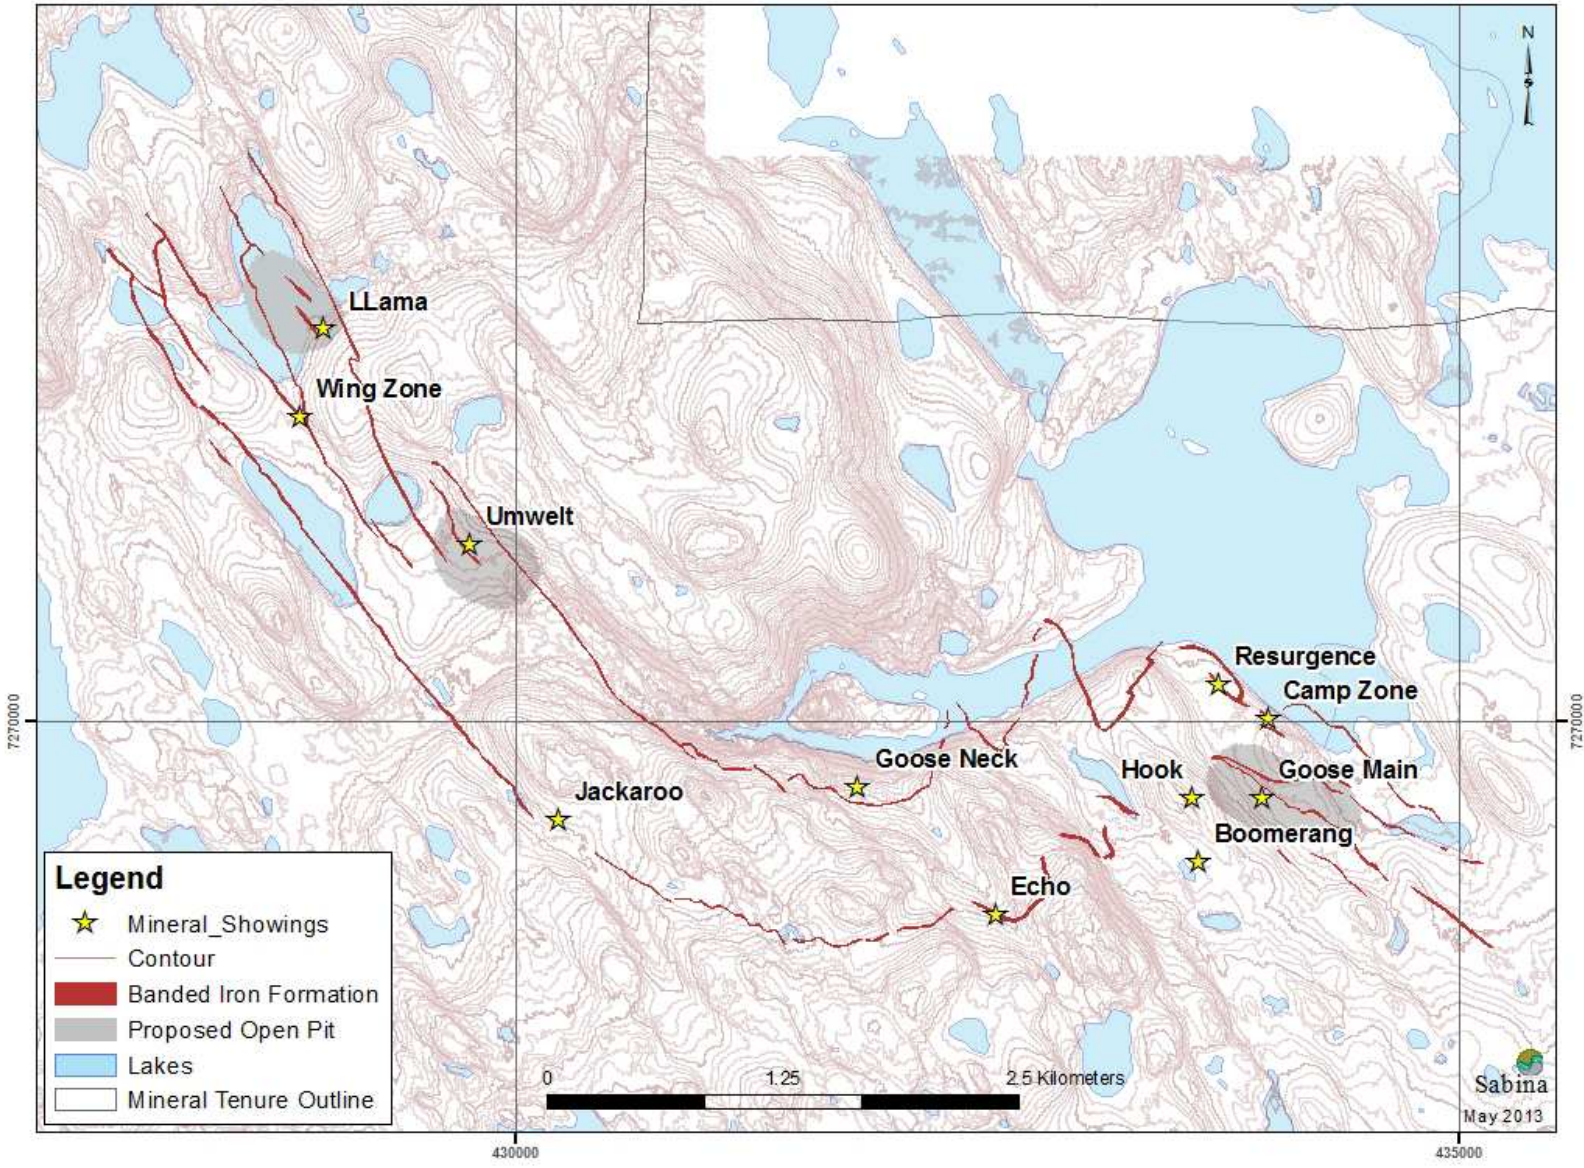 N
LLama
Wing Zone
Umwelt
Resurgence
Camp Zone
7270000
7270000
Goose Neck
Hook
Goose Main
Jackaroo
Boomerang
Echo
Legend
Mineral_Showings
Contour
Banded Iron Formation
Proposed Open Pit
Lakes
Mineral Tenure Outline
0 1.25 2.5 Kilometers
Sabina
May 2013
430000
435000